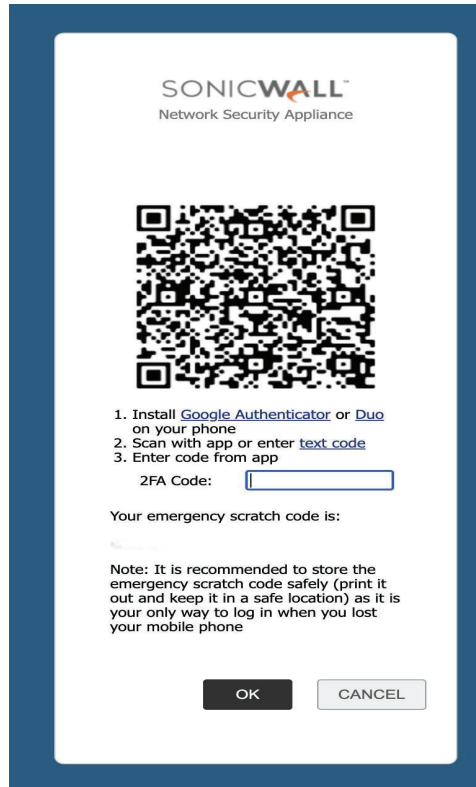 SONICWALL™
Network Security Appliance
1. Install Google Authenticator or Duo
on your phone
2. Scan with app or enter text code
3. Enter code from app
2FA Code:
Your emergency scratch code is:
Note: It is recommended to store the
emergency scratch code safely (print it
out and keep it in a safe location) as it is
your only way to log in when you lost
your mobile phone
OK CANCEL